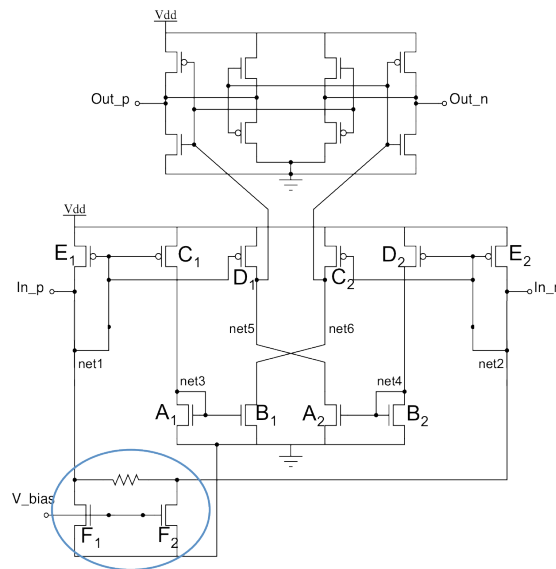 Vdd
Out_p
Out_n
Vdd
E1 C1 D1 C2 D2 E2
In_p
net5 net6
net1
net2
net3 net4
A1 B1 A2 B2
V_bias
F1 F2